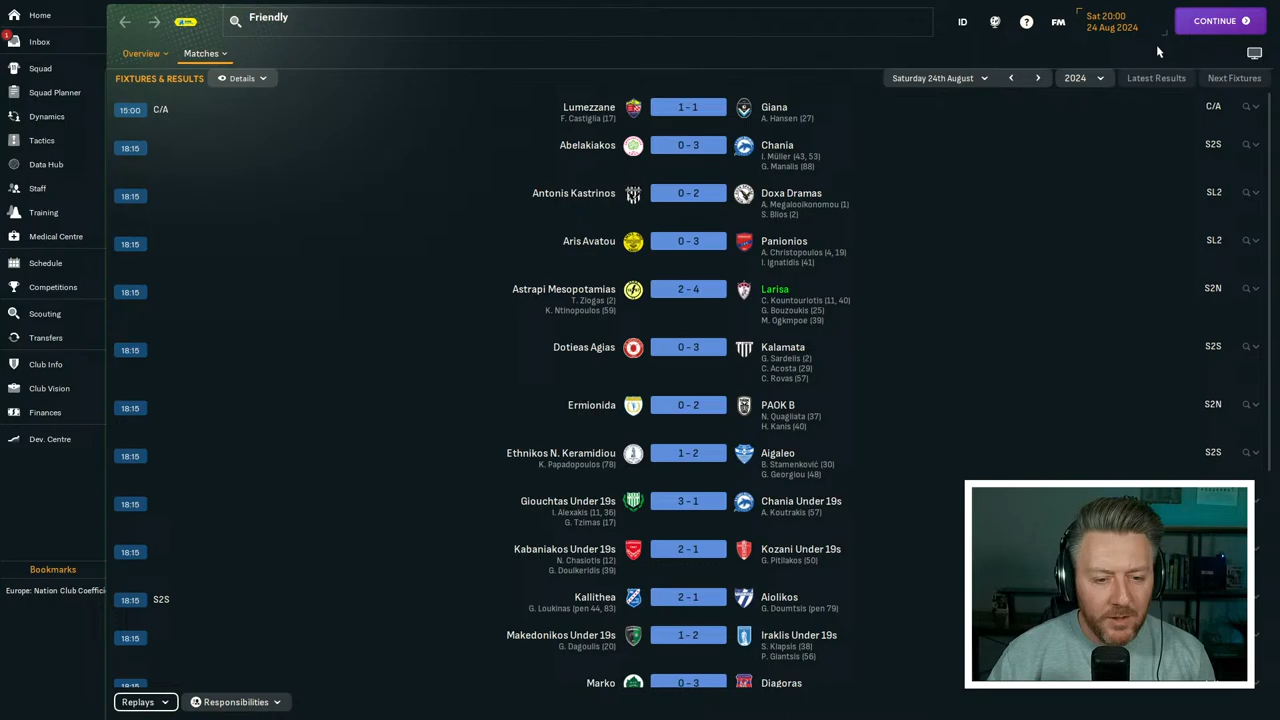 Friendly
ID
?
FM
Sat 20:00
24 Aug 2024
CONTINUE
Home
1
Inbox
Squad
Squad Planner
Dynamics
Tactics
Data Hub
Staff
Training
Medical Centre
Schedule
Competitions
Scouting
Transfers
Club Info
Club Vision
Finances
Dev. Centre
Bookmarks
Europe: Nation Club Coeffici
Overview
Matches
FIXTURES & RESULTS
Details
Saturday 24th August
2024
Latest Results
Next Fixtures
15:00 C/A Lumezzane 1 - 1 Giana C/A
F. Castiglia (17) A. Hansen (27)
18:15 Abelakiakos 0 - 3 Chania S2S
I. Müller (43, 53)
G. Manalis (88)
18:15 Antonis Kastrinos 0 - 2 Doxa Dramas SL2
A. Megalooikonomou (1)
S. Blios (2)
18:15 Aris Avatou 0 - 3 Panionios SL2
A. Christopoulos (4, 19)
I. Ignatidis (41)
18:15 Astrapi Mesopotamias 2 - 4 Larisa S2N
T. Ziogas (2) C. Kountouriotis (11, 40)
K. Ntinopoulos (59) G. Bouzoukis (25)
M. Ogkmpoe (39)
18:15 Dotieas Agias 0 - 3 Kalamata S2S
G. Sardelis (2)
C. Acosta (29)
C. Rovas (57)
18:15 Ermionida 0 - 2 PAOK B S2N
N. Quagliata (37)
H. Kanis (40)
18:15 Ethnikos N. Keramidiou 1 - 2 Aigaleo S2S
K. Papadopoulos (78) B. Stamenković (30)
G. Georgiou (48)
18:15 Giouchtas Under 19s 3 - 1 Chania Under 19s
I. Alexakis (11, 36) A. Koutrakis (57)
G. Tzimas (17)
18:15 Kabaniakos Under 19s 2 - 1 Kozani Under 19s
N. Chasiotis (12) G. Pitilakos (50)
G. Doulkeridis (39)
18:15 S2S Kallithea 2 - 1 Aiolikos
G. Loukinas (pen 44, 83) G. Doumtsis (pen 79)
18:15 Makedonikos Under 19s 1 - 2 Iraklis Under 19s
G. Dagoulis (20) S. Klapsis (38)
P. Giantsis (56)
18:15 Marko 0 - 3 Diagoras
Replays
Responsibilities